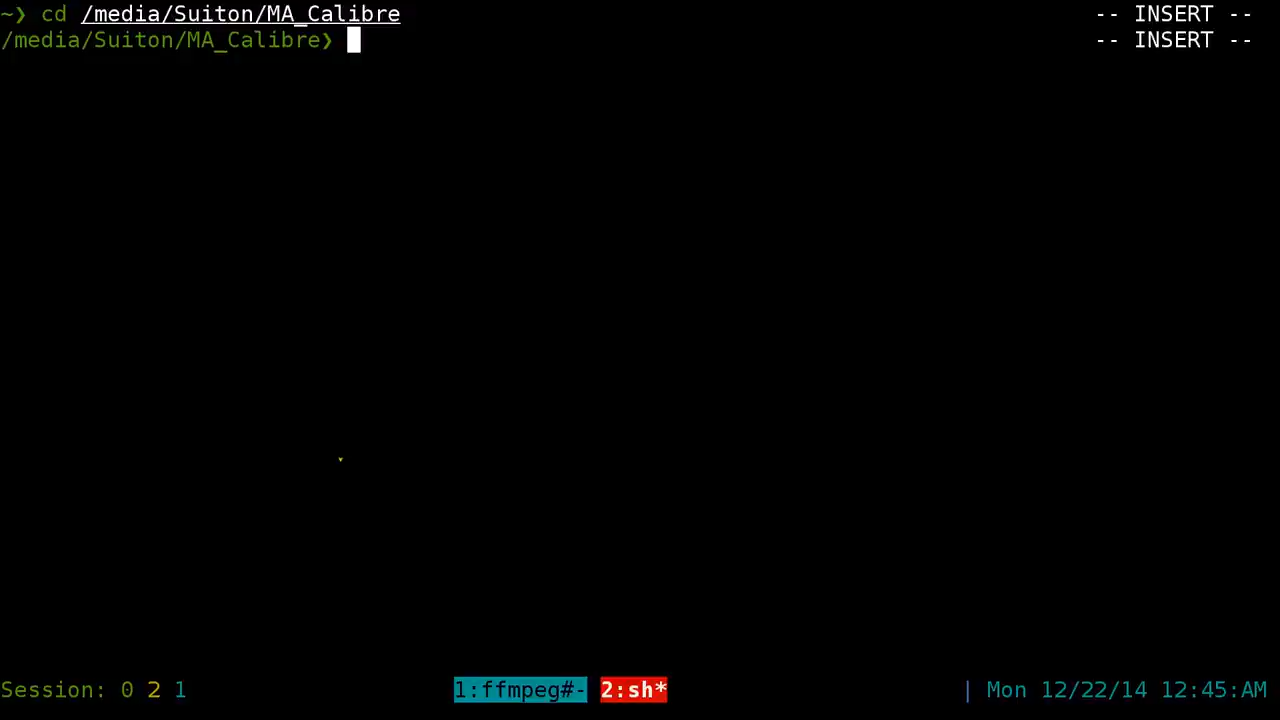 ~❯ cd /media/Suiton/MA_Calibre -- INSERT --
/media/Suiton/MA_Calibre❯ -- INSERT --
Session: 0 2 1 1:ffmpeg#- 2:sh* | Mon 12/22/14 12:45:AM